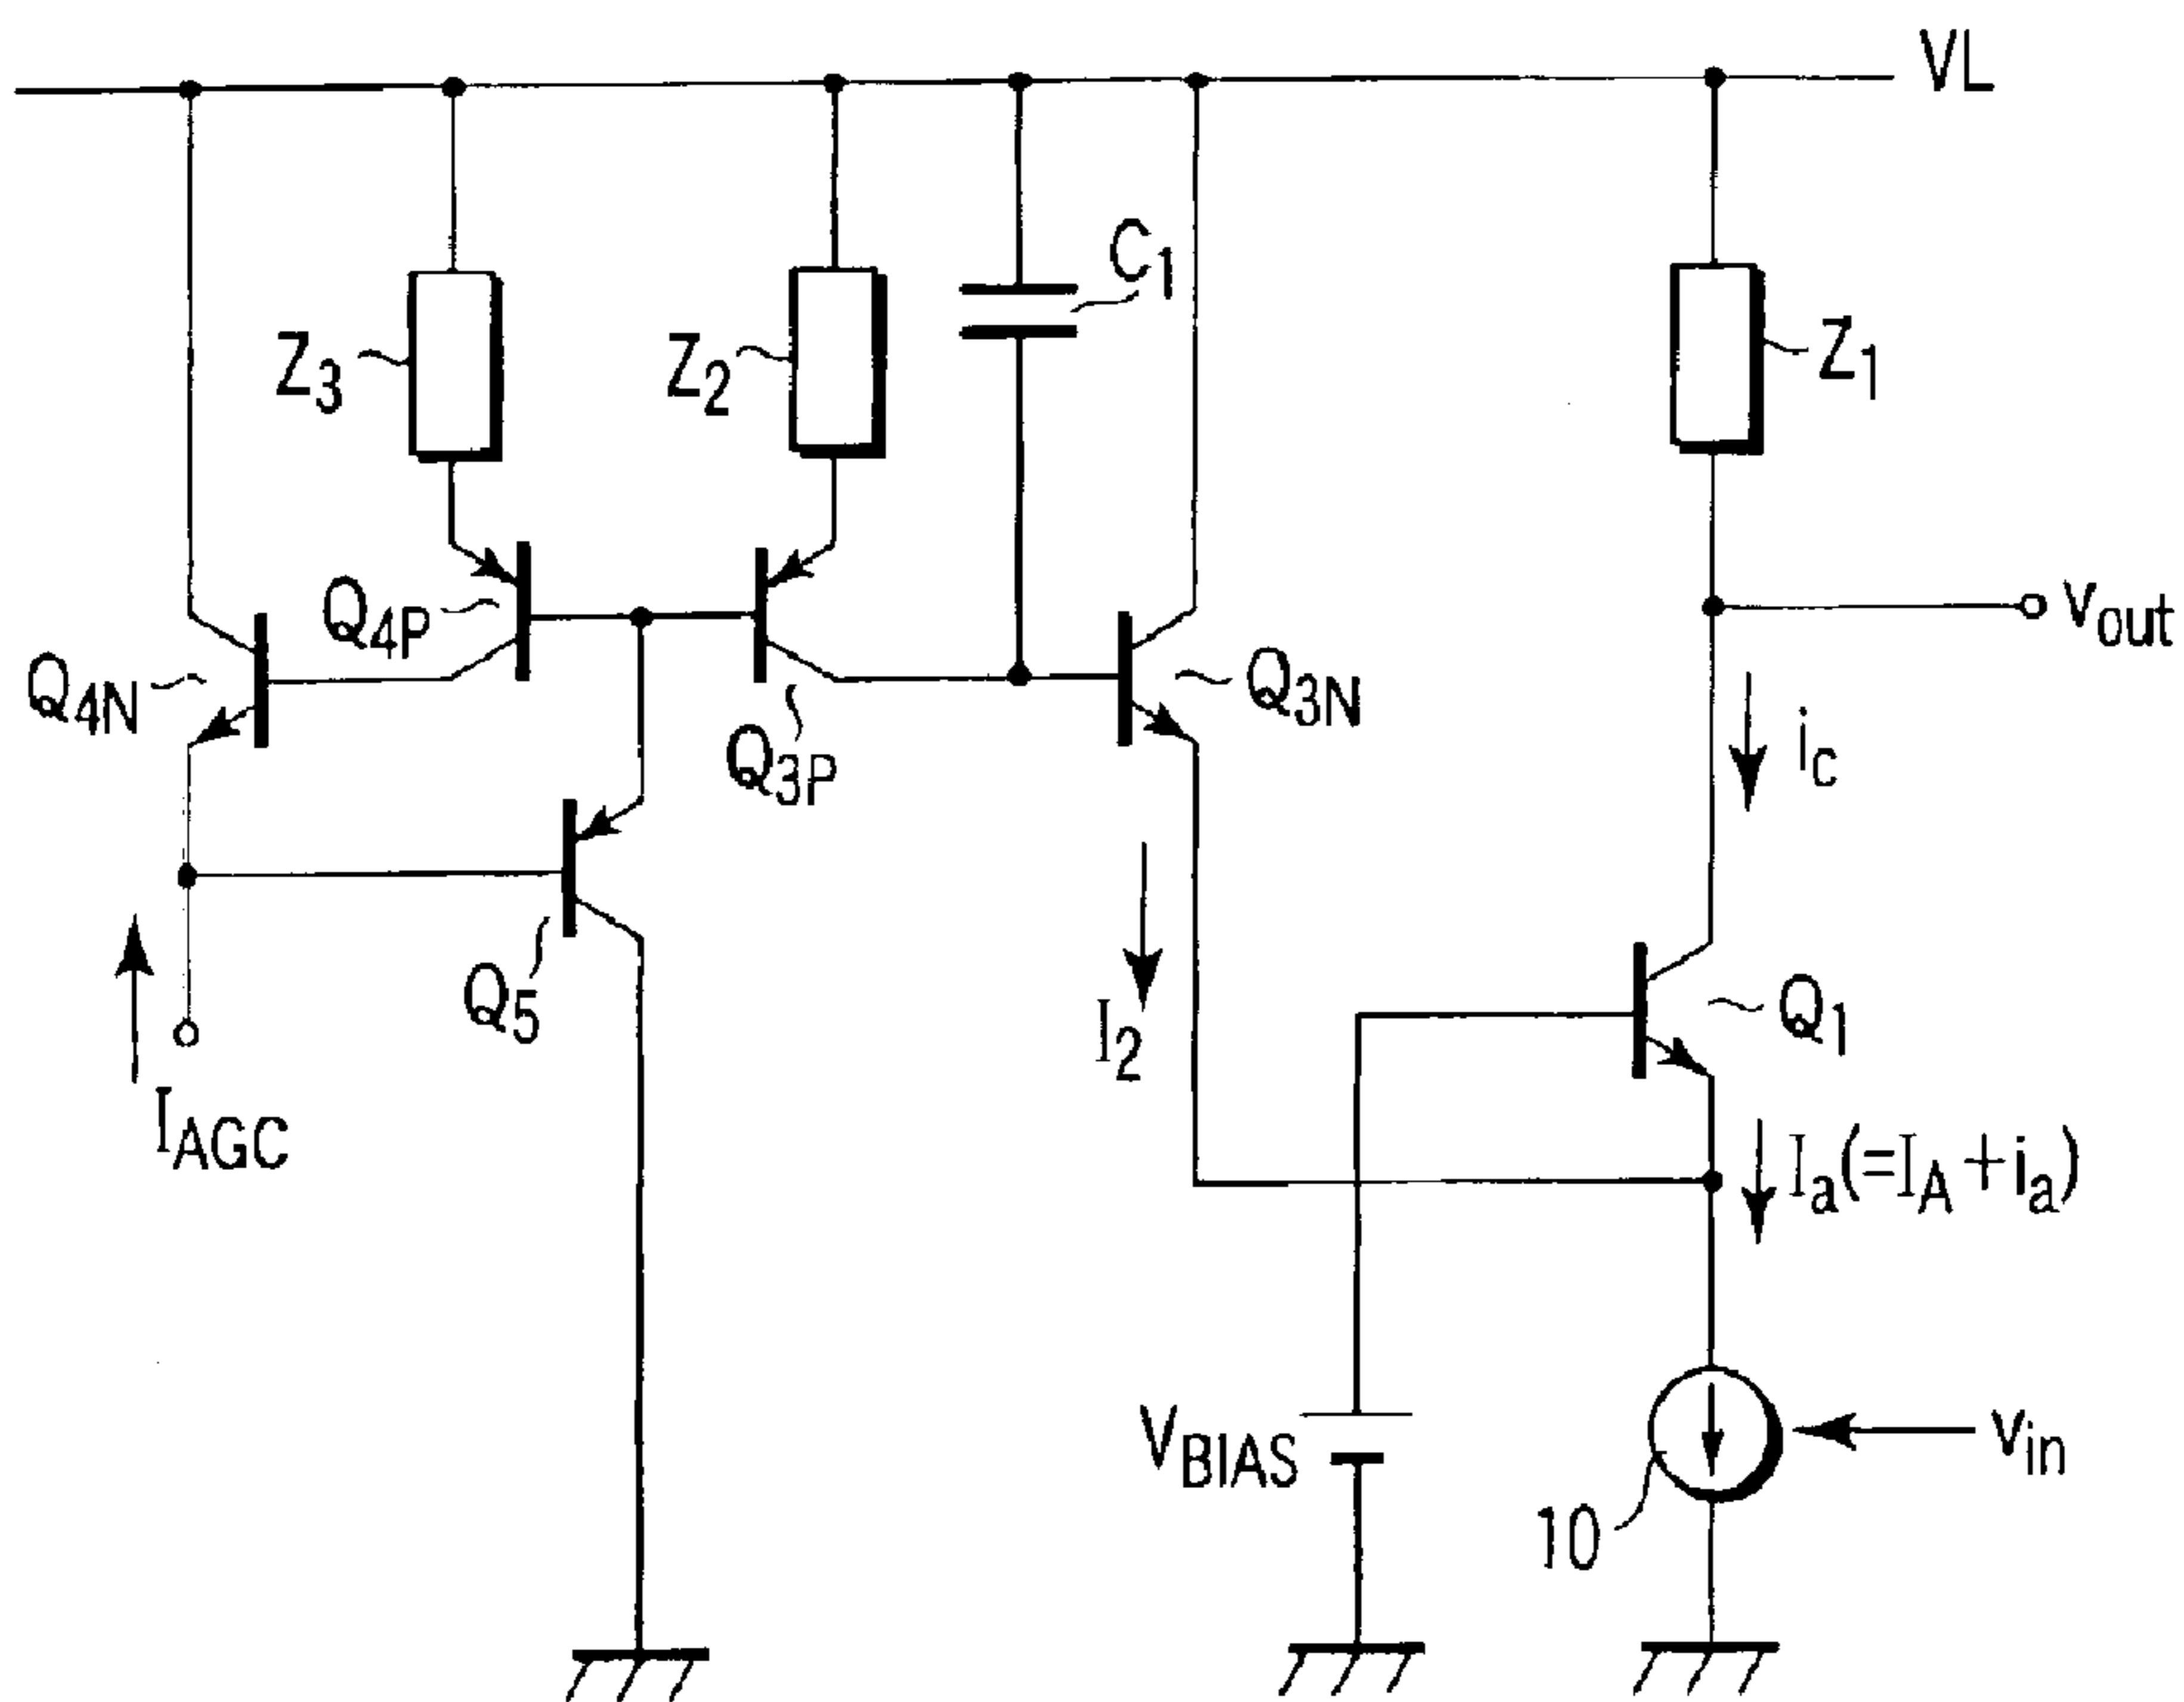 VL
C1
Z3
Z2
Z1
Q4P
Q4N
Q3P
Q3N
vout
ic
Q5
I2
Q1
IAGC
Ia(=IA+ia)
VBIAS
vin
10